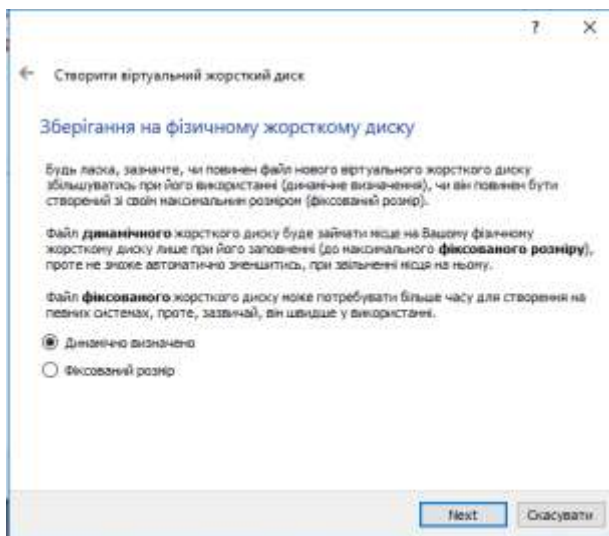 ?
Створити віртуальний жорсткий диск
Зберігання на фізичному жорсткому диску
Будь ласка, зазначте, чи повинен файл нового віртуального жорсткого диску
збільшуватись при його використанні (динамічне визначення), чи він повинен бути
створений зі своїм максимальним розміром (фіксований розмір).
Файл динамічного жорсткого диску буде займати місце на Вашому фізичному
жорсткому диску лише при його заповненні (до максимального фіксованого розміру),
проте не зможе автоматично зменшитись, при звільненні місця на ньому.
Файл фіксованого жорсткого диску може потребувати більше часу для створення на
певних системах, проте, зазвичай, він швидше у використанні.
Динамічно визначено
Фіксований розмір
Next Скасувати